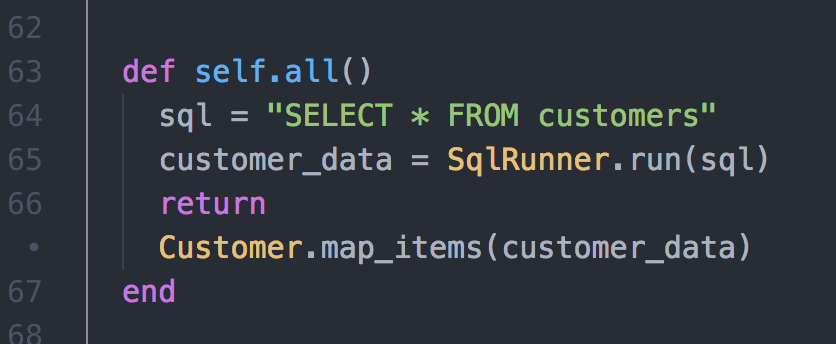 62
63 def self.all()
64 sql = "SELECT * FROM customers"
65 customer_data = SqlRunner.run(sql)
66 return
• Customer.map_items(customer_data)
67 end
68